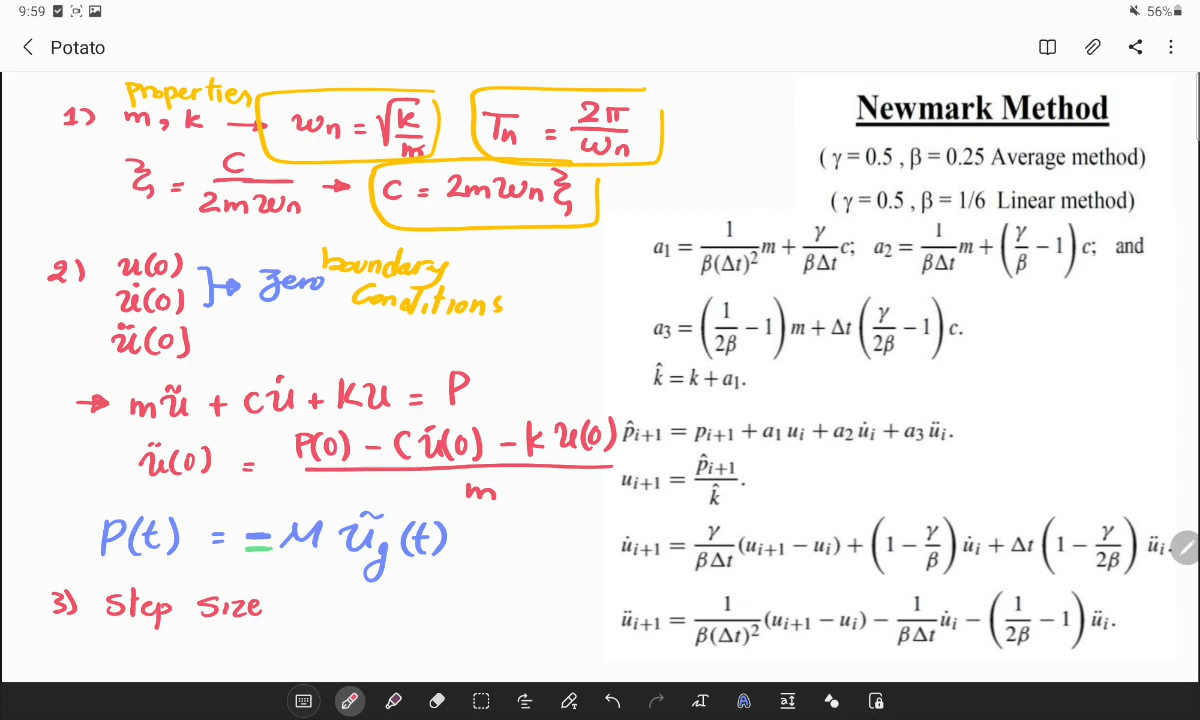 9:59 56%
Potato
properties
1) m, k → ωn = √(k/m) Tn = 2π/ωn
ξ = C/(2mωn) → C = 2mωnξ
2) u(0)
u̇(0) } → Zero boundary conditions
ü(0)
→ mü + cu̇ + Ku = P
ü(0) = (P(0) - Cu̇(0) - k u(0))/m
P(t) = = M üg(t)
3) Step size
Newmark Method
( γ = 0.5 , β = 0.25 Average method)
( γ = 0.5 , β = 1/6 Linear method)
a₁ = 1/(β(Δt)²) m + γ/(βΔt) c; a₂ = 1/(βΔt) m + (γ/β − 1) c; and
a₃ = (1/(2β) − 1) m + Δt (γ/(2β) − 1) c.
k̂ = k + a₁.
p̂ᵢ₊₁ = pᵢ₊₁ + a₁ uᵢ + a₂ u̇ᵢ + a₃ üᵢ.
uᵢ₊₁ = p̂ᵢ₊₁/k̂.
u̇ᵢ₊₁ = γ/(βΔt) (uᵢ₊₁ − uᵢ) + (1 − γ/β) u̇ᵢ + Δt (1 − γ/(2β)) üᵢ.
üᵢ₊₁ = 1/(β(Δt)²) (uᵢ₊₁ − uᵢ) − 1/(βΔt) u̇ᵢ − (1/(2β) − 1) üᵢ.